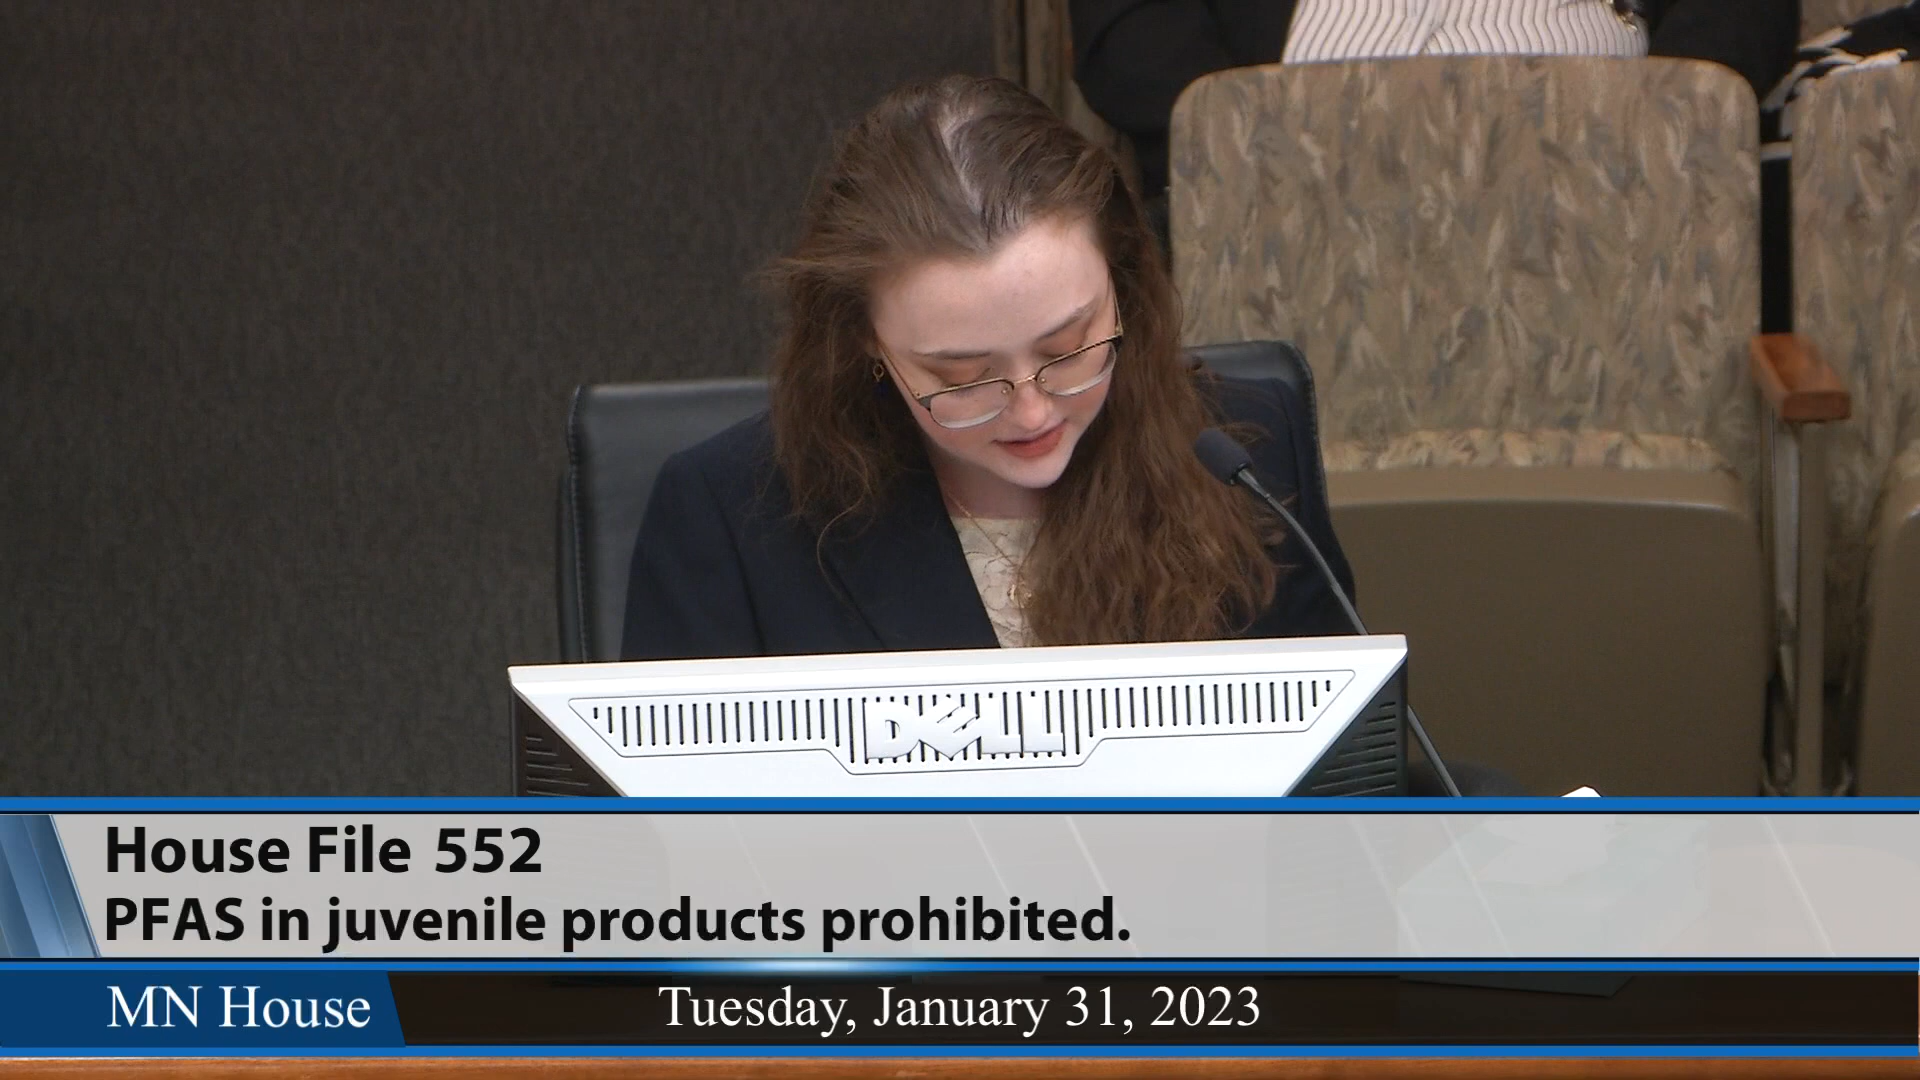 DELL
House File 552
PFAS in juvenile products prohibited.
MN House
Tuesday, January 31, 2023